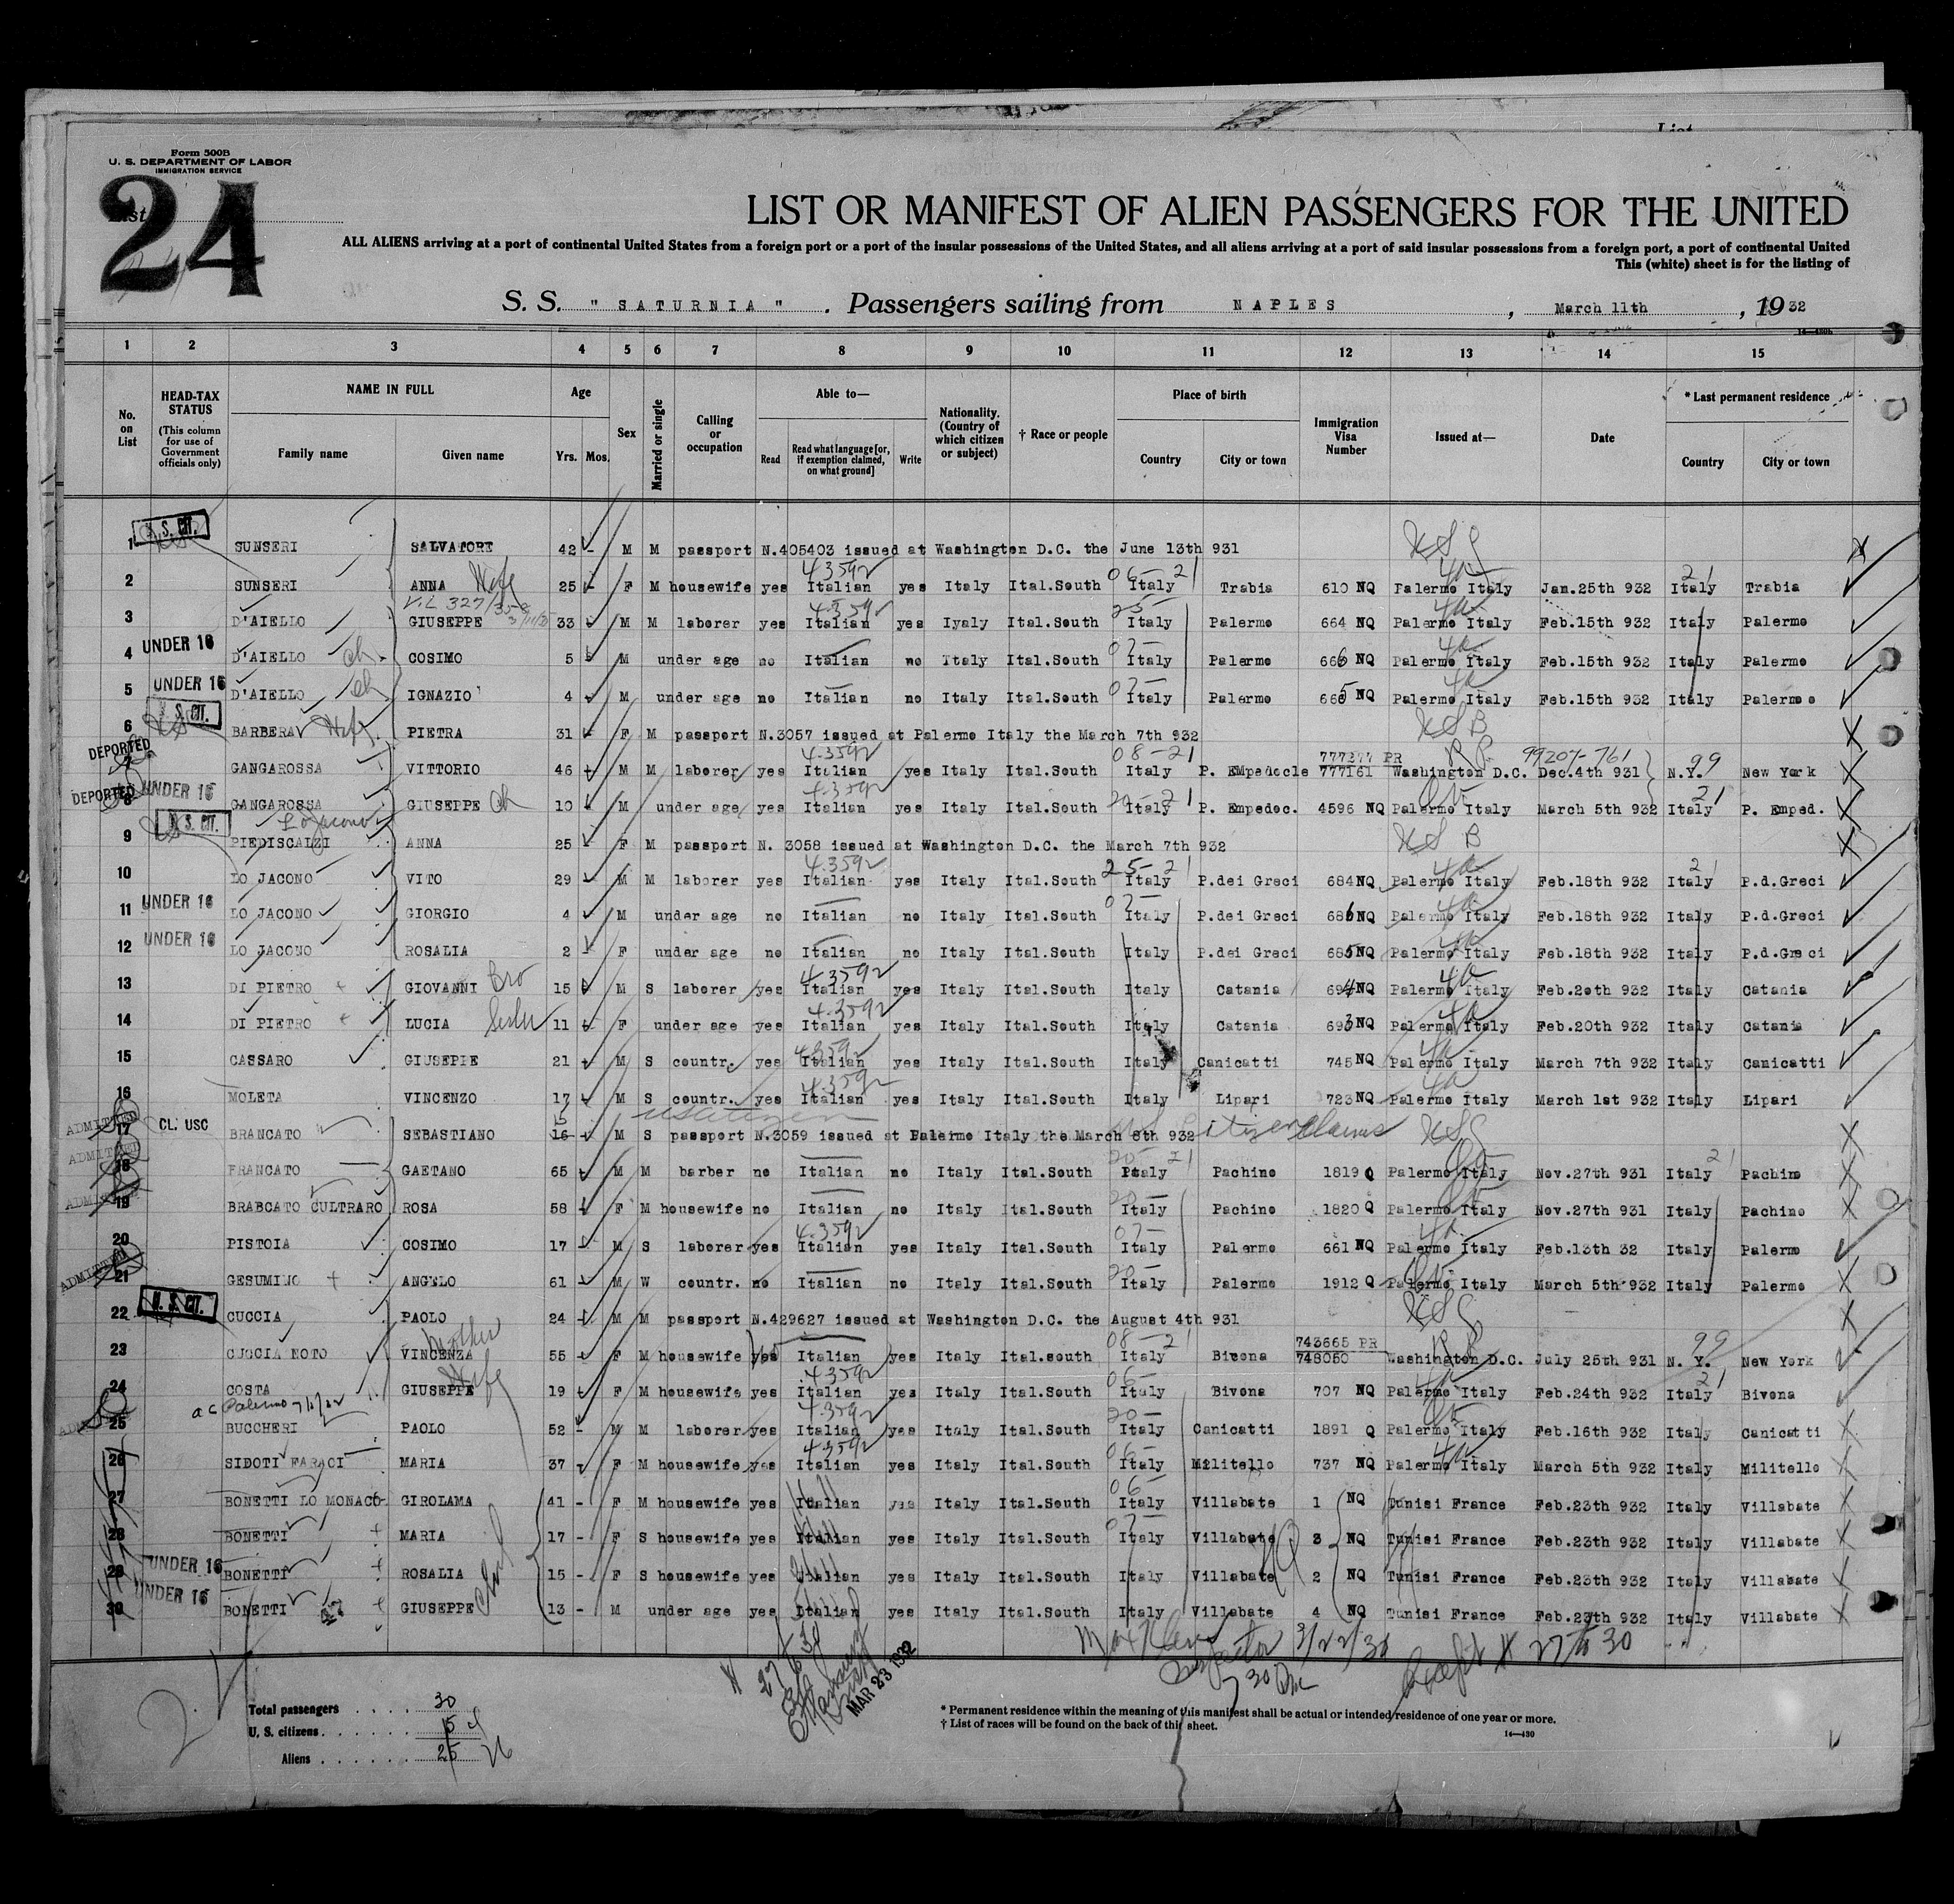 Form 500B
U. S. DEPARTMENT OF LABOR
IMMIGRATION SERVICE
List
24
LIST OR MANIFEST OF ALIEN PASSENGERS FOR THE UNITED
ALL ALIENS arriving at a port of continental United States from a foreign port or a port of the insular possessions of the United States, and all aliens arriving at a port of said insular possessions from a foreign port, a port of continental United
This (white) sheet is for the listing of
S. S. " SATURNIA " . Passengers sailing from NAPLES , March 11th , 1932
1 2 3 4 5 6 7 8 9 10 11 12 13 14 15
No. on List HEAD-TAX STATUS (This column for use of Government officials only) NAME IN FULL Family name Given name Age Yrs. Mos. Sex Married or single Calling or occupation Able to— Read Read what language [or, if exemption claimed, on what ground] Write Nationality. (Country of which citizen or subject) † Race or people Place of birth Country City or town Immigration Visa Number Issued at— Date * Last permanent residence Country City or town
1 U. S. CIT. SUNSERI SALVATORE 42 - M M passport N.405403 issued at Washington D.C. the June 13th 931
2 SUNSERI ANNA Wife 25 - F M housewife yes Italian yes Italy Ital.South Italy Trabia 610 NQ Palermo Italy Jan.25th 932 Italy Trabia
3 D'AIELLO GIUSEPPE 33 M M laborer yes Italian yes Iyaly Ital.South Italy Palermo 664 NQ Palermo Italy Feb.15th 932 Italy Palermo
4 UNDER 16 D'AIELLO ch COSIMO 5 M under age no Italian no Italy Ital.South Italy Palermo 666 NQ Palermo Italy Feb.15th 932 Italy Palermo
5 UNDER 16 D'AIELLO ch IGNAZIO 4 M under age no Italian no Italy Ital.South Italy Palermo 665 NQ Palermo Italy Feb.15th 932 Italy Palermo
6 U. S. CIT. BARBERA Wife PIETRA 31 F M passport N.3057 issued at Palermo Italy the March 7th 932
DEPORTED 7 GANGAROSSA VITTORIO 46 M M laborer yes Italian yes Italy Ital.South Italy P. EMpedocle 777277 PR 777161 Washington D.C. Dec.4th 931 N.Y. New York
DEPORTED 8 UNDER 16 GANGAROSSA GIUSEPPE ch 10 M under age yes Italian yes Italy Ital.South Italy P. Empedoc. 4596 NQ Palermo Italy March 5th 932 Italy P. Emped.
9 U. S. CIT. Lo Jacono PIEDISCALZI ANNA 25 F M passport N. 3058 issued at Washington D.C. the March 7th 932
10 LO JACONO VITO 29 M M laborer yes Italian yes Italy Ital.South Italy P.dei Greci 684 NQ Palermo Italy Feb.18th 932 Italy P.d.Greci
11 UNDER 16 LO JACONO GIORGIO 4 M under age no Italian no Italy Ital.South Italy P.dei Greci 686 NQ Palermo Italy Feb.18th 932 Italy P.d.Greci
12 UNDER 16 LO JACONO ROSALIA 2 F under age no Italian no Italy Ital.South Italy P.dei Greci 685 NQ Palermo Italy Feb.18th 932 Italy P.d.Greci
13 DI PIETRO GIOVANNI Bro 15 M S laborer yes Italian yes Italy Ital.South Italy Catania 694 NQ Palermo Italy Feb.20th 932 Italy Catania
14 DI PIETRO LUCIA Sister 11 F under age yes Italian yes Italy Ital.South Italy Catania 693 NQ Palermo Italy Feb.20th 932 Italy Catania
15 CASSARO GIUSEPIE 21 M S countr. yes Italian yes Italy Ital.South Italy Canicatti 745 NQ Palermo Italy March 7th 932 Italy Canicatti
16 MOLETA VINCENZO 17 M S countr. yes Italian yes Italy Ital.South Italy Lipari 723 NQ Palermo Italy March 1st 932 Italy Lipari
ADMITTED 17 CL. USC BRANCATO SEBASTIANO 16 M S passport N.3059 issued at Palermo Italy the March 8th 932 Citizen Claims
ADMITTED 18 FRANCATO GAETANO 65 M M barber no Italian no Italy Ital.South Italy Pachino 1819 Q Palermo Italy Nov.27th 931 Italy Pachino
ADMITTED 19 BRABCATO CULTRARO ROSA 58 F M housewife no Italian no Italy Ital.South Italy Pachino 1820 Q Palermo Italy Nov.27th 931 Italy Pachino
20 PISTOIA COSIMO 17 M S laborer yes Italian yes Italy Ital.South Italy Palermo 661 NQ Palermo Italy Feb.13th 32 Italy Palermo
ADMITTED 21 GESUMINO ANGELO 61 M W countr. no Italian no Italy Ital.South Italy Palermo 1912 Q Palermo Italy March 5th 932 Italy Palermo
22 U. S. CIT. CUCCIA PAOLO 24 - M M passport N.429627 issued at Washington D.C. the August 4th 931
23 CUCCIA NOTO VINCENZA Mother 55 F M housewife yes Italian yes Italy Ital.south Italy Bivona 743665 PR 748050 Washington D.C. July 25th 931 N. Y. New York
24 COSTA GIUSEPPE Wife 19 F M housewife yes Italian yes Italy Ital.South Italy Bivona 707 NQ Palermo Italy Feb.24th 932 Italy Bivona
25 BUCCHERI PAOLO 52 - M M laborer yes Italian yes Italy Ital.South Italy Canicatti 1891 Q Palermo Italy Feb.16th 932 Italy Canicatti
26 SIDOTI FARACI MARIA 37 - F M housewife yes Italian yes Italy Ital.South Italy Militello 737 NQ Palermo Italy March 5th 932 Italy Militello
27 BONETTI LO MONACO GIROLAMA 41 - F M housewife yes Italian yes Italy Ital.South Italy Villabate 1 NQ Tunisi France Feb.23th 932 Italy Villabate
28 BONETTI MARIA 17 - F S housewife yes Italian yes Italy Ital.South Italy Villabate 3 NQ Tunisi France Feb.23th 932 Italy Villabate
29 UNDER 16 BONETTI ROSALIA 15 - F S housewife yes Italian yes Italy Ital.South Italy Villabate 2 NQ Tunisi France Feb.23th 932 Italy Villabate
30 UNDER 16 BONETTI GIUSEPPE 13 - M under age yes Italian yes Italy Ital.South Italy Villabate 4 NQ Tunisi France Feb.23th 932 Italy Villabate
MAR 23 1932
Total passengers . . . . 30
U. S. citizens . . . . . . 5
Aliens . . . . . . 25 26
* Permanent residence within the meaning of this manifest shall be actual or intended residence of one year or more.
† List of races will be found on the back of this sheet.
14—430